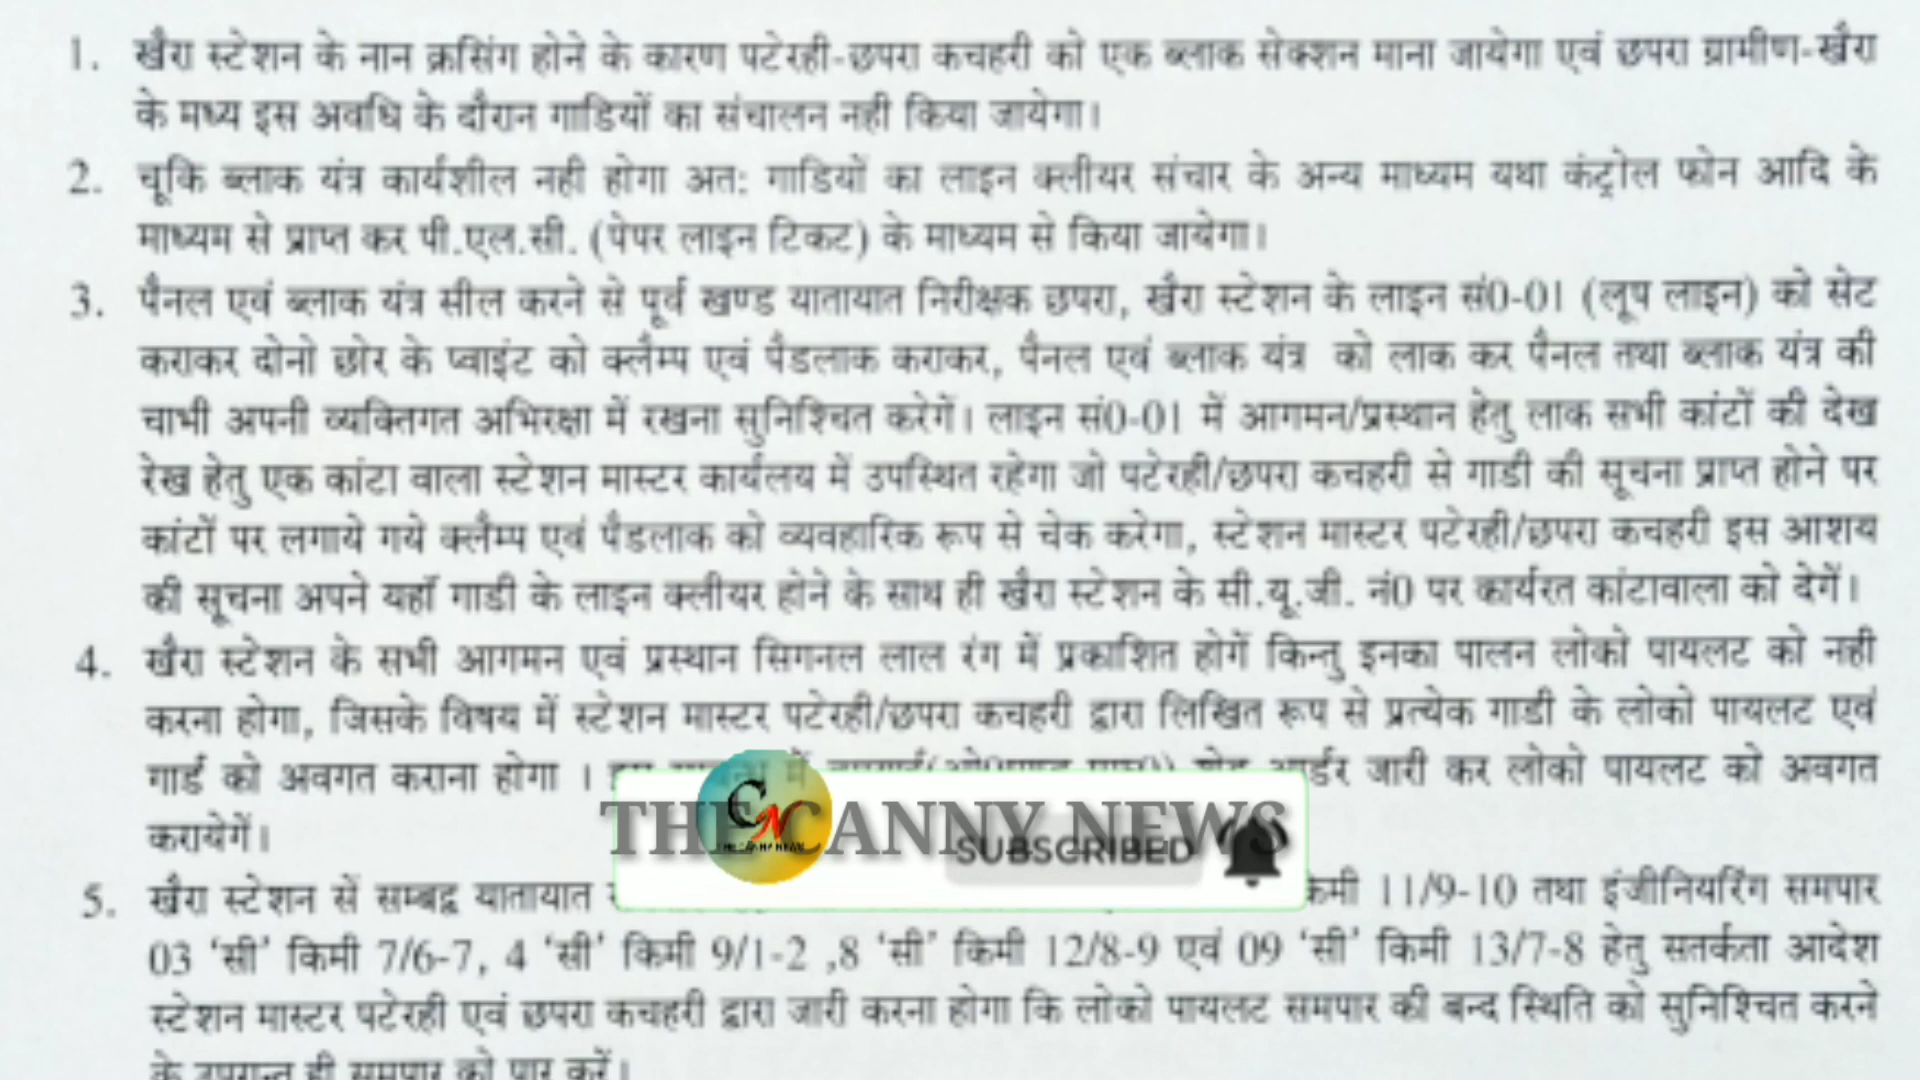 1. खैरा स्टेशन के नान क्रसिंग होने के कारण पटेरही-छपरा कचहरी को एक ब्लाक सेक्शन माना जायेगा एवं छपरा ग्रामीण-खैरा
के मध्य इस अवधि के दौरान गाडियों का संचालन नही किया जायेगा।
2. चूकि ब्लाक यंत्र कार्यशील नही होगा अत: गाडियों का लाइन क्लीयर संचार के अन्य माध्यम यथा कंट्रोल फोन आदि के
माध्यम से प्राप्त कर पी.एल.सी. (पेपर लाइन टिकट) के माध्यम से किया जायेगा।
3. पैनल एवं ब्लाक यंत्र सील करने से पूर्व खण्ड यातायात निरीक्षक छपरा, खैरा स्टेशन के लाइन सं0-01 (लूप लाइन) को सेट
कराकर दोनो छोर के प्वाइंट को क्लैम्प एवं पैडलाक कराकर, पैनल एवं ब्लाक यंत्र को लाक कर पैनल तथा ब्लाक यंत्र की
चाभी अपनी व्यक्तिगत अभिरक्षा में रखना सुनिश्चित करेगें। लाइन सं0-01 में आगमन/प्रस्थान हेतु लाक सभी कांटों की देख
रेख हेतु एक कांटा वाला स्टेशन मास्टर कार्यलय में उपस्थित रहेगा जो पटेरही/छपरा कचहरी से गाडी की सूचना प्राप्त होने पर
कांटों पर लगाये गये क्लैम्प एवं पैडलाक को व्यवहारिक रूप से चेक करेगा, स्टेशन मास्टर पटेरही/छपरा कचहरी इस आशय
की सूचना अपने यहॉ गाडी के लाइन क्लीयर होने के साथ ही खैरा स्टेशन के सी.यू.जी. नं0 पर कार्यरत कांटावाला को देगें।
4. खैरा स्टेशन के सभी आगमन एवं प्रस्थान सिगनल लाल रंग में प्रकाशित होगें किन्तु इनका पालन लोको पायलट को नही
करना होगा, जिसके विषय में स्टेशन मास्टर पटेरही/छपरा कचहरी द्वारा लिखित रूप से प्रत्येक गाडी के लोको पायलट एवं
गार्ड को अवगत कराना होगा । जारी कर लोको पायलट को अवगत
करायेगें।
THE CANNY NEWS
CN
SUBSCRIBED
5. खैरा स्टेशन सें सम्बद्व यातायात किमी 11/9-10 तथा इंजीनियरिंग समपार
03 ‘सी’ किमी 7/6-7, 4 ‘सी’ किमी 9/1-2 ,8 ‘सी’ किमी 12/8-9 एवं 09 ‘सी’ किमी 13/7-8 हेतु सतर्कता आदेश
स्टेशन मास्टर पटेरही एवं छपरा कचहरी द्वारा जारी करना होगा कि लोको पायलट समपार की बन्द स्थिति को सुनिश्चित करने
के उपरान्त ही समपार को पार करें।